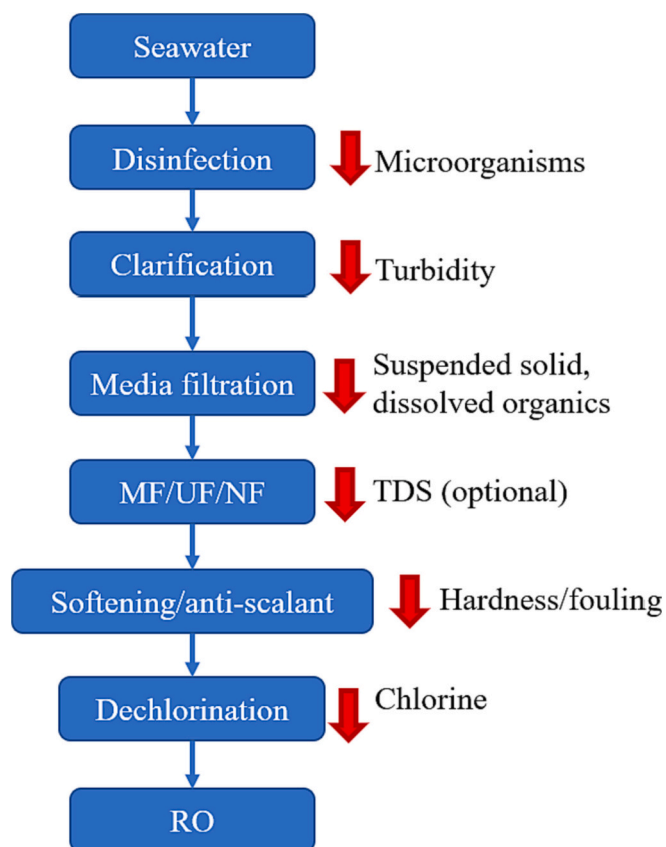 Seawater
Disinfection
Microorganisms
Clarification
Turbidity
Media filtration
Suspended solid,
dissolved organics
MF/UF/NF
TDS (optional)
Softening/anti-scalant
Hardness/fouling
Dechlorination
Chlorine
RO